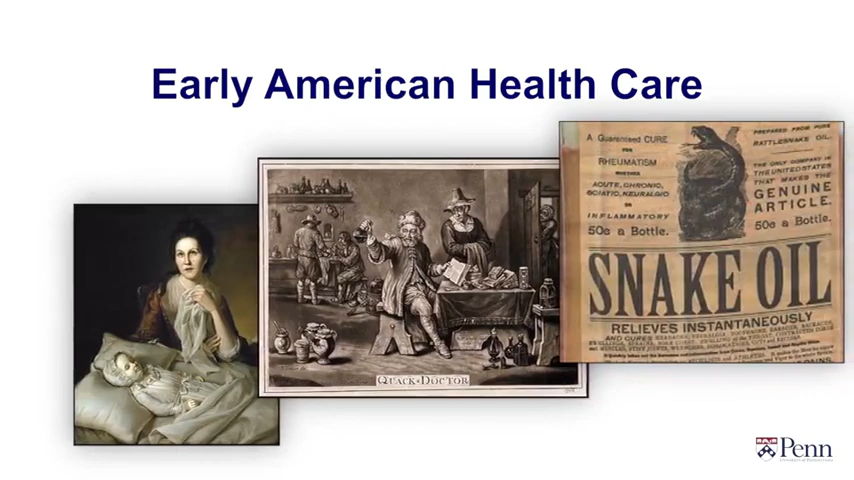 Early American Health Care
A Guaranteed CURE
FOR
RHEUMATISM
WHETHER
ACUTE, CHRONIC,
SCIATIC, NEURALGIC
OR
INFLAMMATORY
50c a Bottle.
PREPARED FROM PURE
RATTLESNAKE OIL.
THE ONLY COMPANY IN
THE UNITED STATES
THAT MAKES THE
GENUINE
ARTICLE.
50c a Bottle.
SNAKE OIL
RELIEVES INSTANTANEOUSLY
QUACK-DOCTOR
Penn